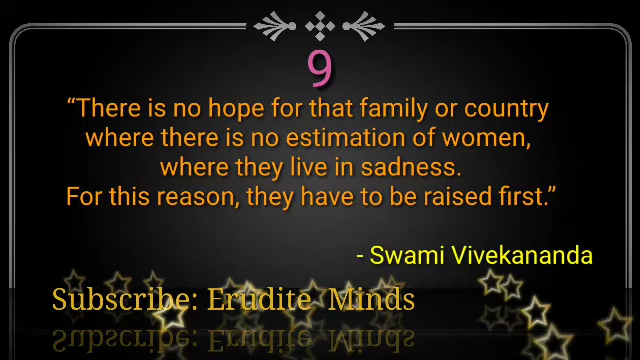 9
“There is no hope for that family or country
where there is no estimation of women,
where they live in sadness.
For this reason, they have to be raised first.”
- Swami Vivekananda
Subscribe: Erudite Minds